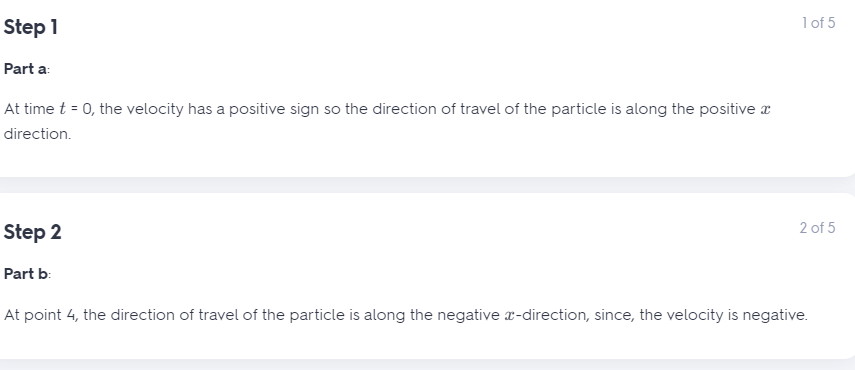 Step 1
1 of 5
Part a:
At time t = 0, the velocity has a positive sign so the direction of travel of the particle is along the positive x
direction.
Step 2
2 of 5
Part b:
At point 4, the direction of travel of the particle is along the negative x-direction, since, the velocity is negative.